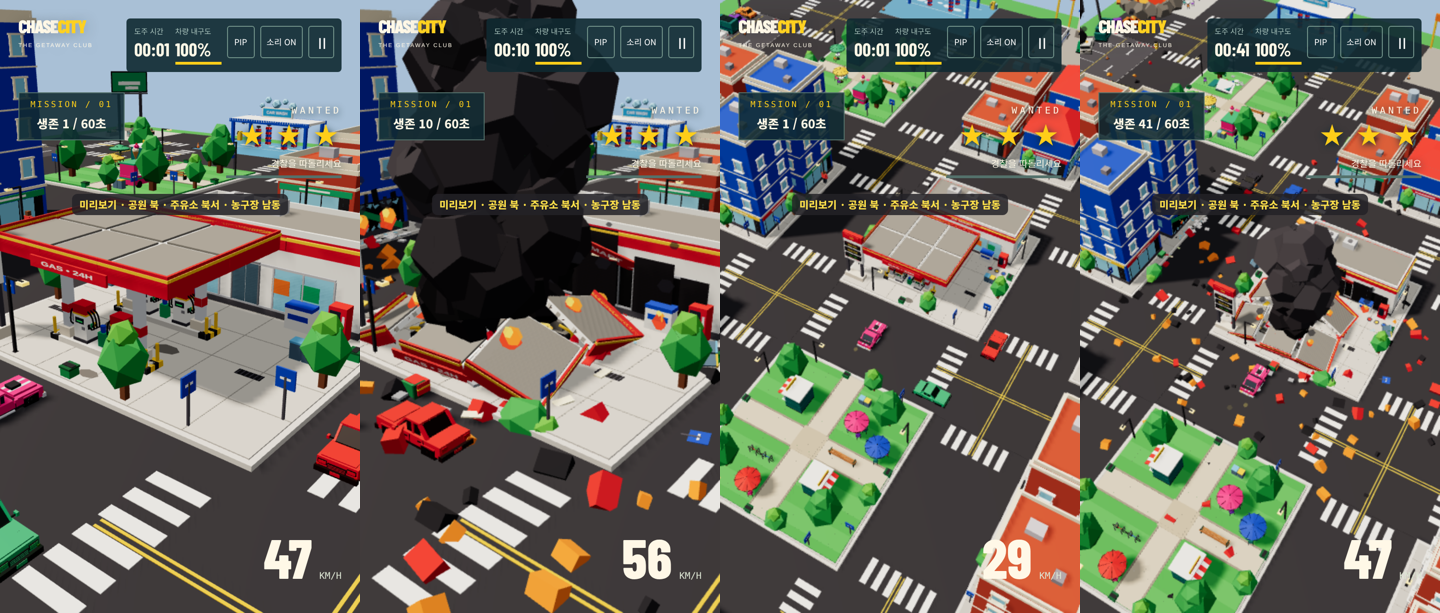 CHASECITY
THE GETAWAY CLUB
도주 시간
차량 내구도
00:01
100%
PIP
소리 ON
MISSION / 01
생존 1 / 60초
WANTED
경찰을 따돌리세요
미리보기 · 공원 북 · 주유소 북서 · 농구장 남동
GAS • 24H
47 KM/H
CHASECITY
THE GETAWAY CLUB
도주 시간
차량 내구도
00:10
100%
PIP
소리 ON
MISSION / 01
생존 10 / 60초
WANTED
경찰을 따돌리세요
미리보기 · 공원 북 · 주유소 북서 · 농구장 남동
56 KM/H
CHASECITY
THE GETAWAY CLUB
도주 시간
차량 내구도
00:01
100%
PIP
소리 ON
MISSION / 01
생존 1 / 60초
WANTED
경찰을 따돌리세요
미리보기 · 공원 북 · 주유소 북서 · 농구장 남동
29 KM/H
CHASECITY
THE GETAWAY CLUB
도주 시간
차량 내구도
00:41
100%
PIP
소리 ON
MISSION / 01
생존 41 / 60초
WANTED
경찰을 따돌리세요
미리보기 · 공원 북 · 주유소 북서 · 농구장 남동
47